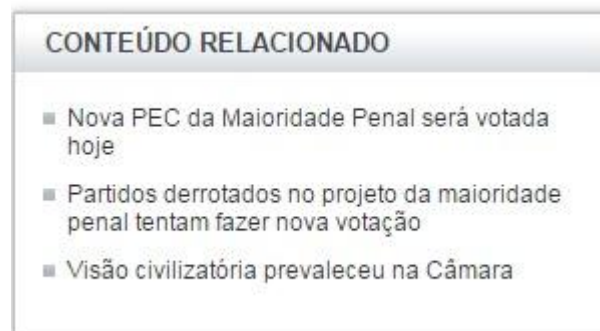 CONTEÚDO RELACIONADO
Nova PEC da Maioridade Penal será votada
hoje
Partidos derrotados no projeto da maioridade
penal tentam fazer nova votação
Visão civilizatória prevaleceu na Câmara